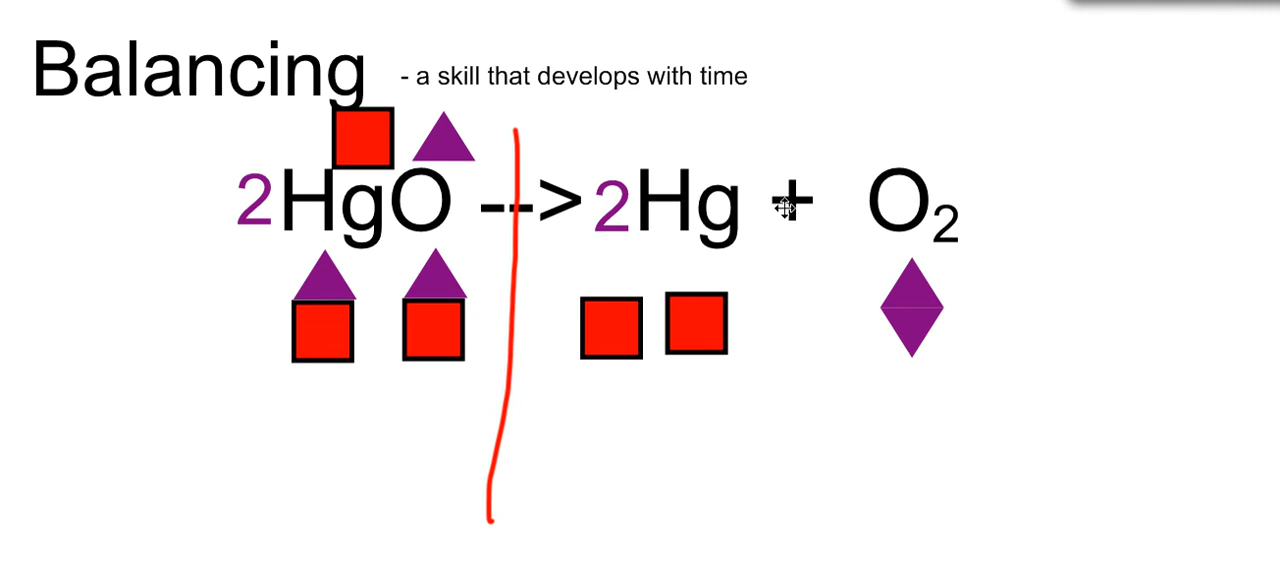 Balancing - a skill that develops with time
2HgO --> 2Hg + O2